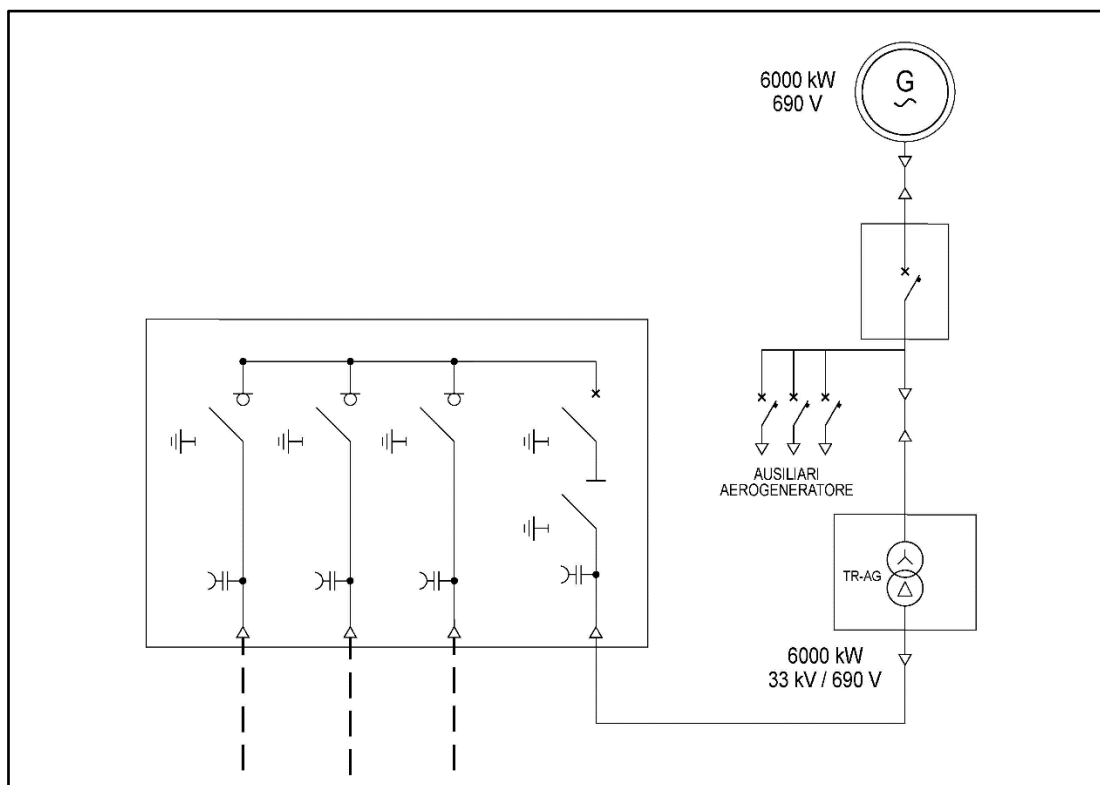 6000 kW
690 V
G
AUSILIARI
AEROGENERATORE
TR-AG
6000 kW
33 kV / 690 V